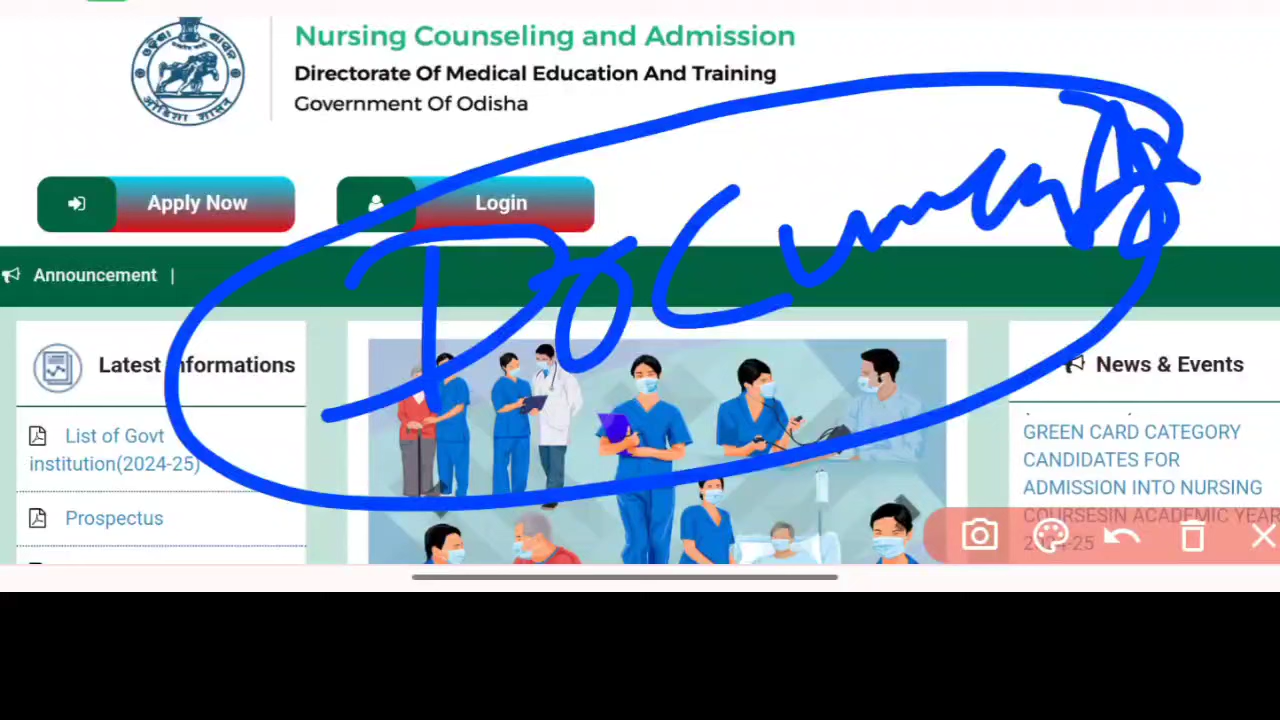 Nursing Counseling and Admission
Directorate Of Medical Education And Training
Government Of Odisha
Apply Now
Login
Announcement |
Documents
Latest Informations
List of Govt
institution(2024-25)
Prospectus
News & Events
GREEN CARD CATEGORY
CANDIDATES FOR
ADMISSION INTO NURSING
COURSESIN ACADEMIC YEAR
2024-25